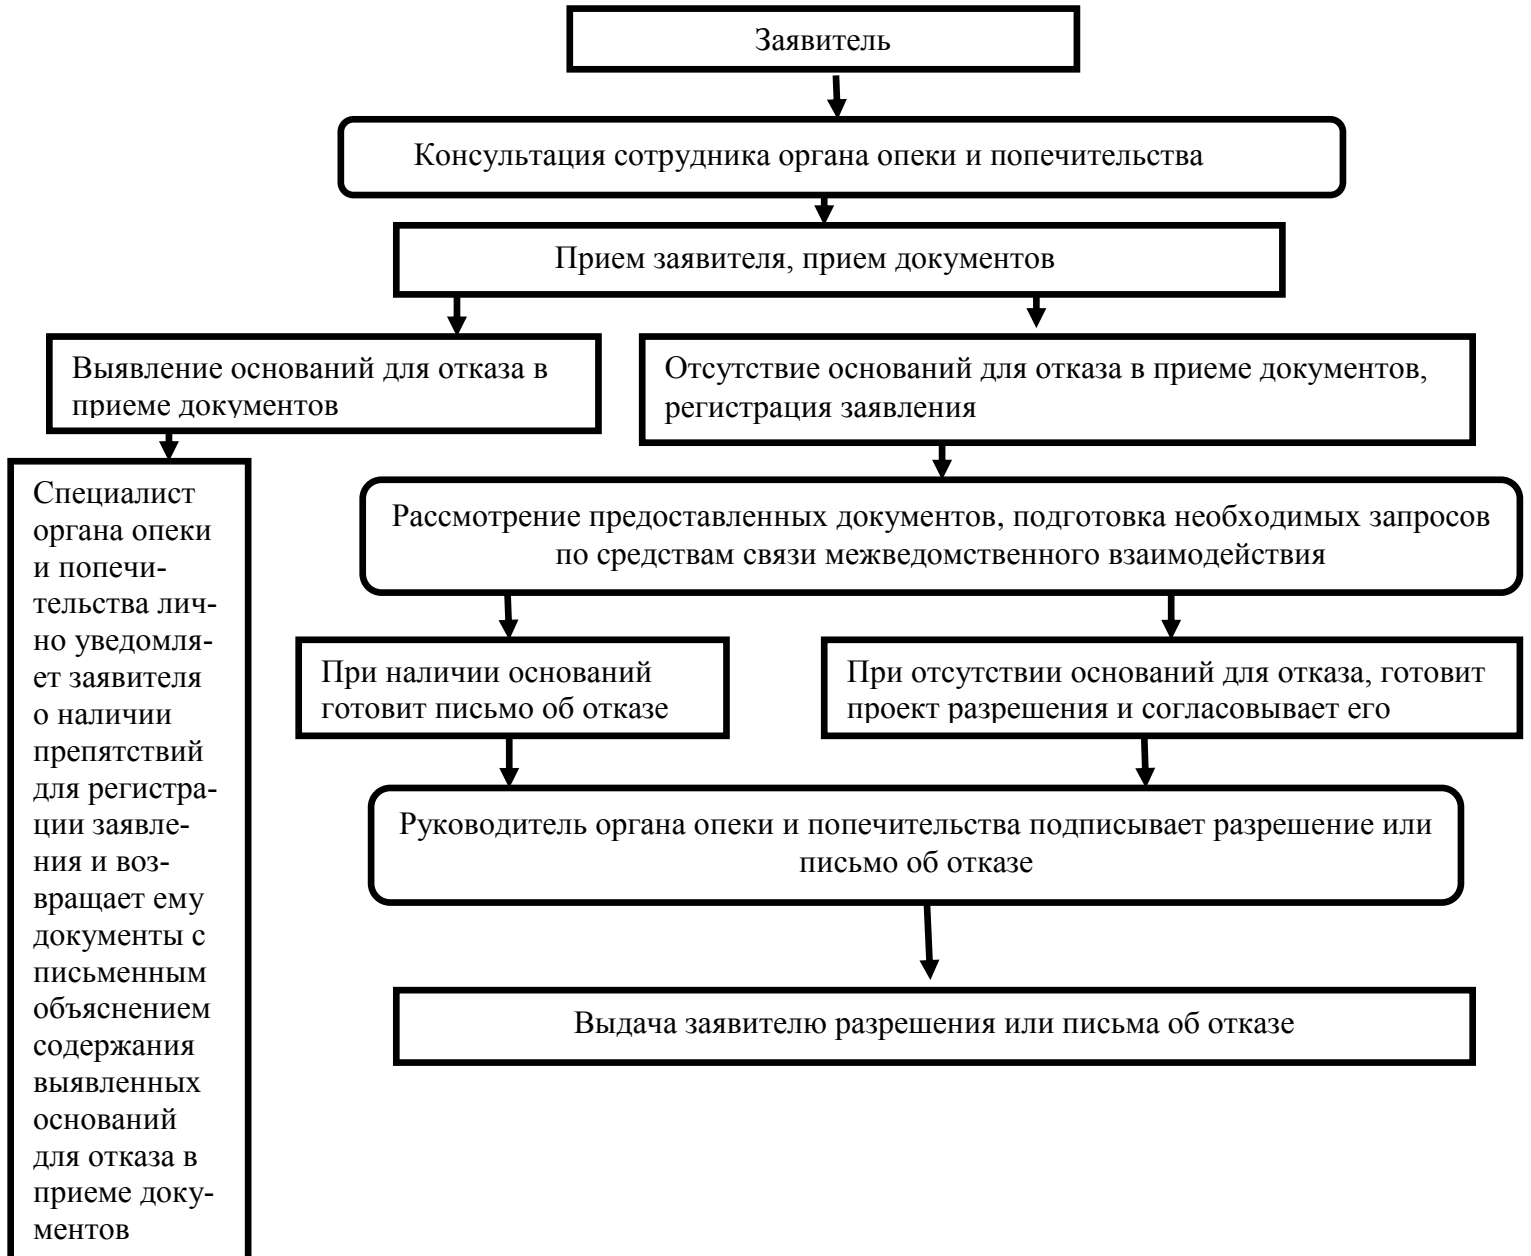 Заявитель
Консультация сотрудника органа опеки и попечительства
Прием заявителя, прием документов
Выявление оснований для отказа в
приеме документов
Отсутствие оснований для отказа в приеме документов,
регистрация заявления
Специалист
органа опеки
и попечи-
тельства лич-
но уведомля-
ет заявителя
о наличии
препятствий
для регистра-
ции заявле-
ния и воз-
вращает ему
документы с
письменным
объяснением
содержания
выявленных
оснований
для отказа в
приеме доку-
ментов
Рассмотрение предоставленных документов, подготовка необходимых запросов
по средствам связи межведомственного взаимодействия
При наличии оснований
готовит письмо об отказе
При отсутствии оснований для отказа, готовит
проект разрешения и согласовывает его
Руководитель органа опеки и попечительства подписывает разрешение или
письмо об отказе
Выдача заявителю разрешения или письма об отказе